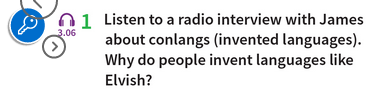 1 Listen to a radio interview with James
3.06 about conlangs (invented languages).
Why do people invent languages like
Elvish?